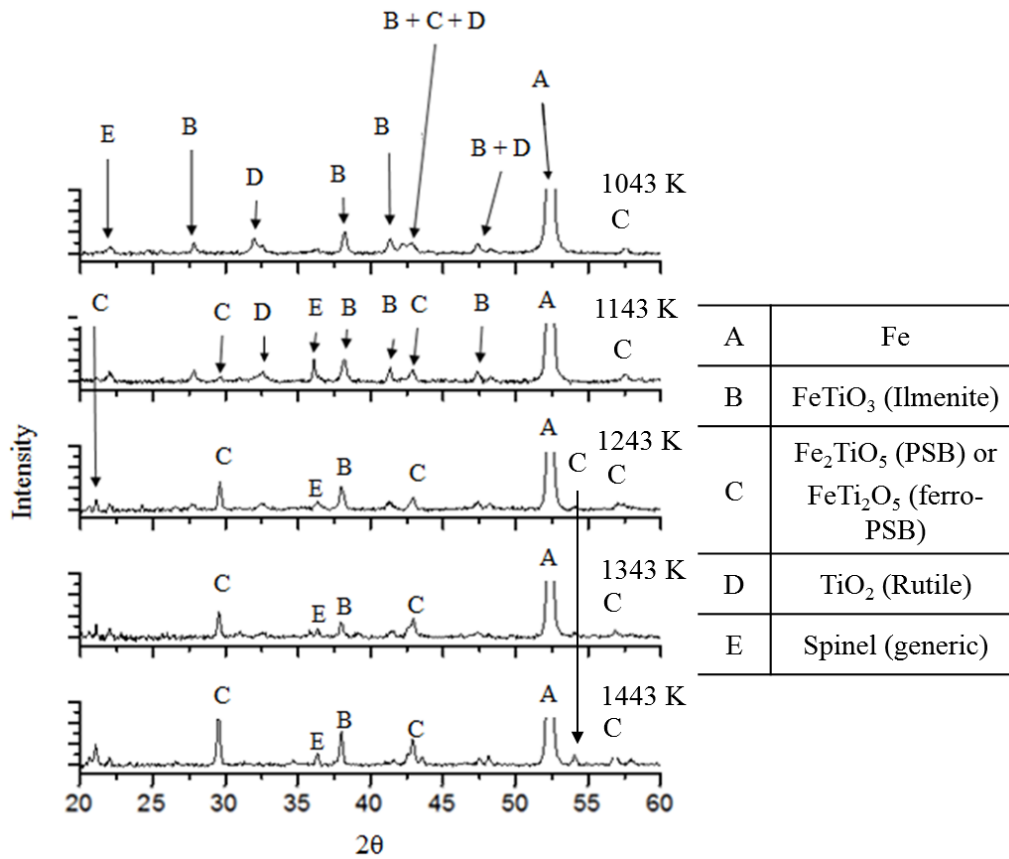 B + C + D
A
E
B
B
B + D
D
B
1043 K
C
C
C
D
E
B
B
C
B
A
1143 K
C
A
Fe
B
FeTiO₃ (Ilmenite)
C
Fe₂TiO₅ (PSB) or
FeTi₂O₅ (ferro-
PSB)
D
TiO₂ (Rutile)
E
Spinel (generic)
A
1243 K
C
C
E
B
C
C
A
1343 K
C
C
E
B
C
A
1443 K
C
C
E
B
C
Intensity
20 25 30 35 40 45 50 55 60
2θ